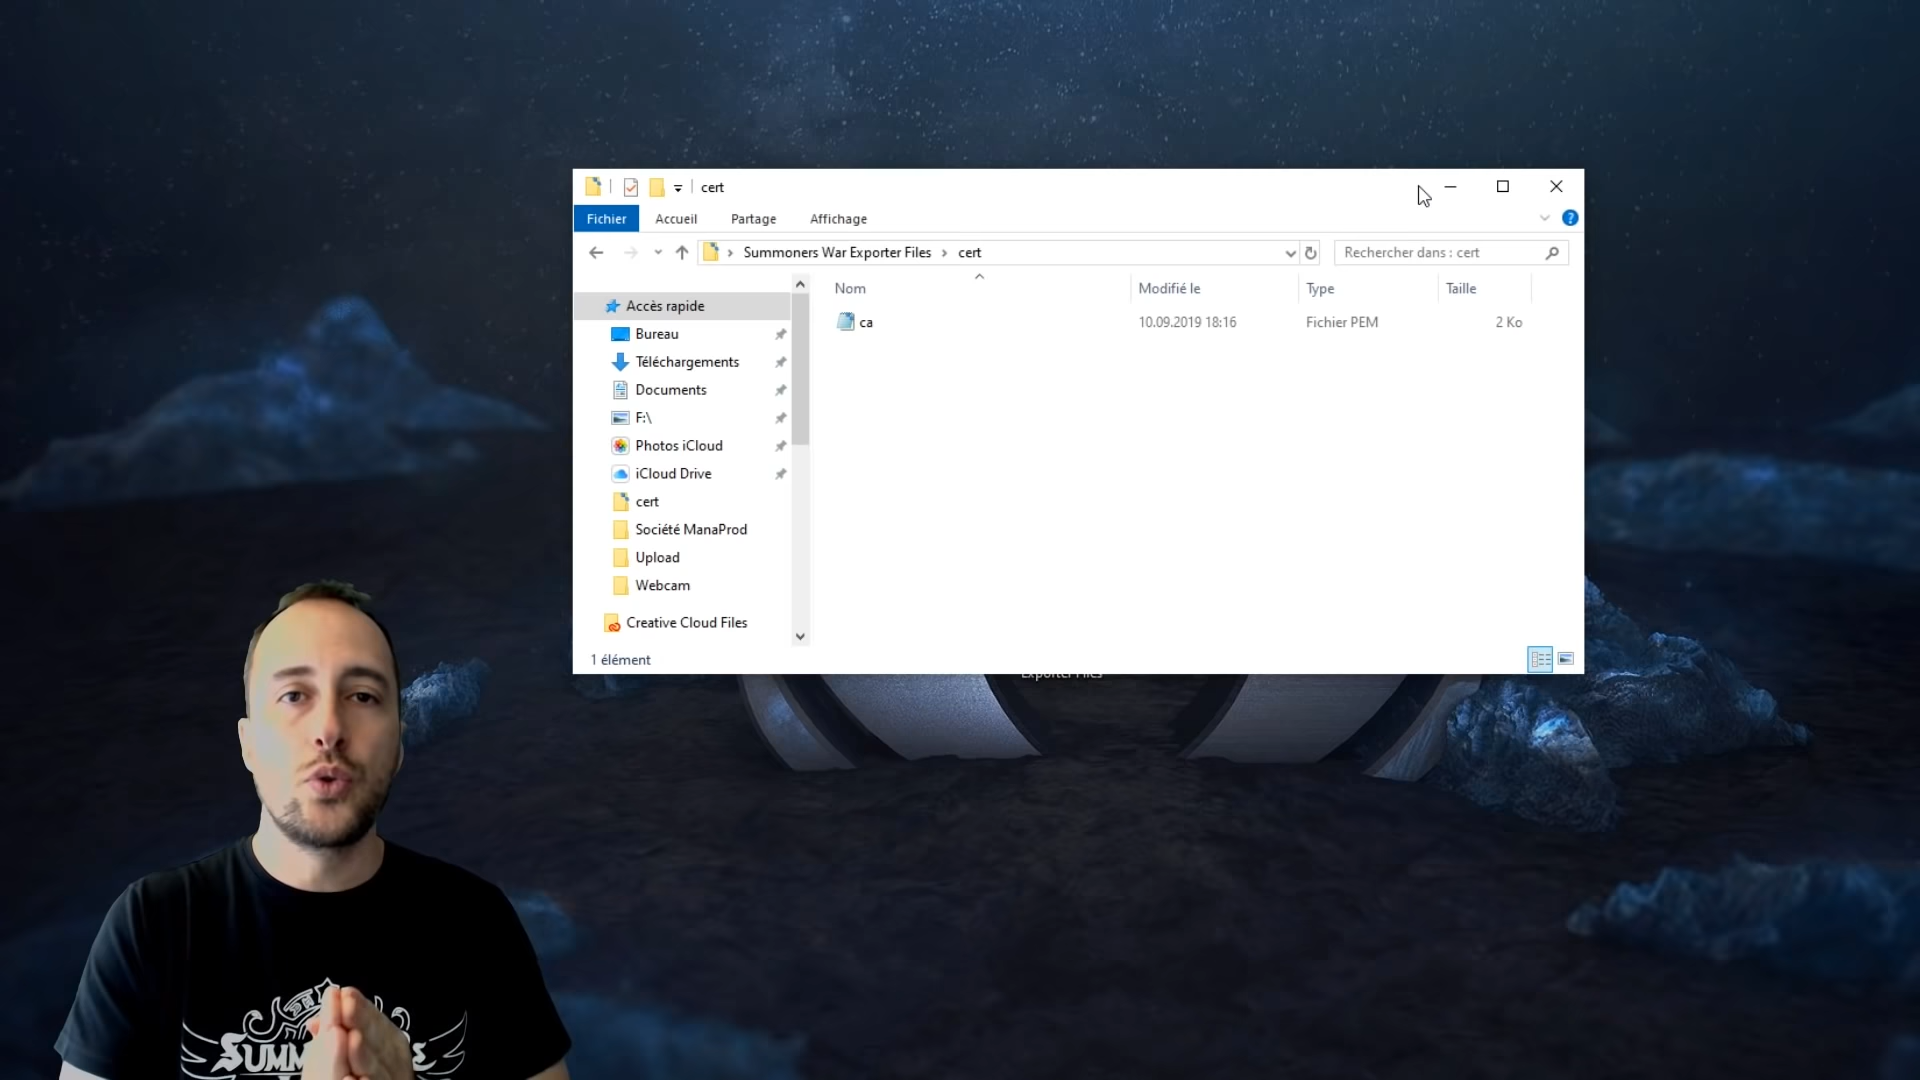 cert
Fichier Accueil Partage Affichage
Summoners War Exporter Files cert
Rechercher dans : cert
Nom Modifié le Type Taille
ca 10.09.2019 18:16 Fichier PEM 2 Ko
Accès rapide
Bureau
Téléchargements
Documents
F:\
Photos iCloud
iCloud Drive
cert
Société ManaProd
Upload
Webcam
Creative Cloud Files
1 élément
Exporter Files